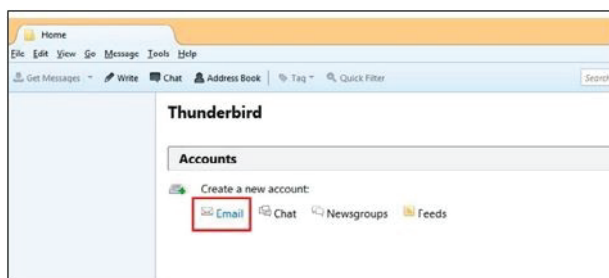 Home
File Edit View Go Message Tools Help
Get Messages Write Chat Address Book Tag Quick Filter Search
Thunderbird
Accounts
Create a new account:
Email Chat Newsgroups Feeds